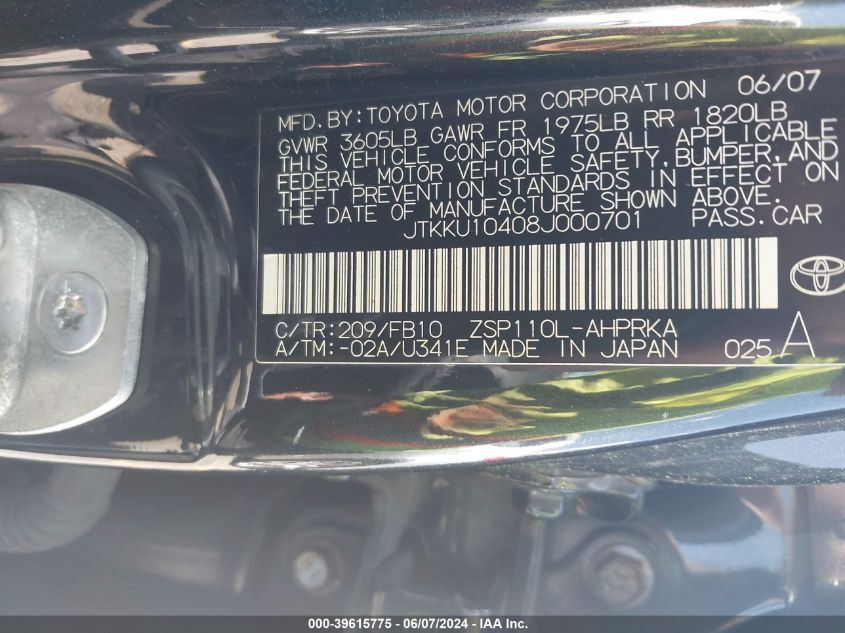 06/07
MFD.BY:TOYOTA MOTOR CORPORATION
GVWR 3605LB GAWR FR 1975LB RR 1820LB
THIS VEHICLE CONFORMS TO ALL APPLICABLE
FEDERAL MOTOR VEHICLE SAFETY,BUMPER,AND
THEFT PREVENTION STANDARDS IN EFFECT ON
THE DATE OF MANUFACTURE SHOWN ABOVE.
JTKKU10408J000701 PASS.CAR
C/TR:209/FB10 ZSP110L-AHPRKA
A/TM:-02A/U341E MADE IN JAPAN 025 A
000-39615775 - 06/07/2024 - IAA Inc.